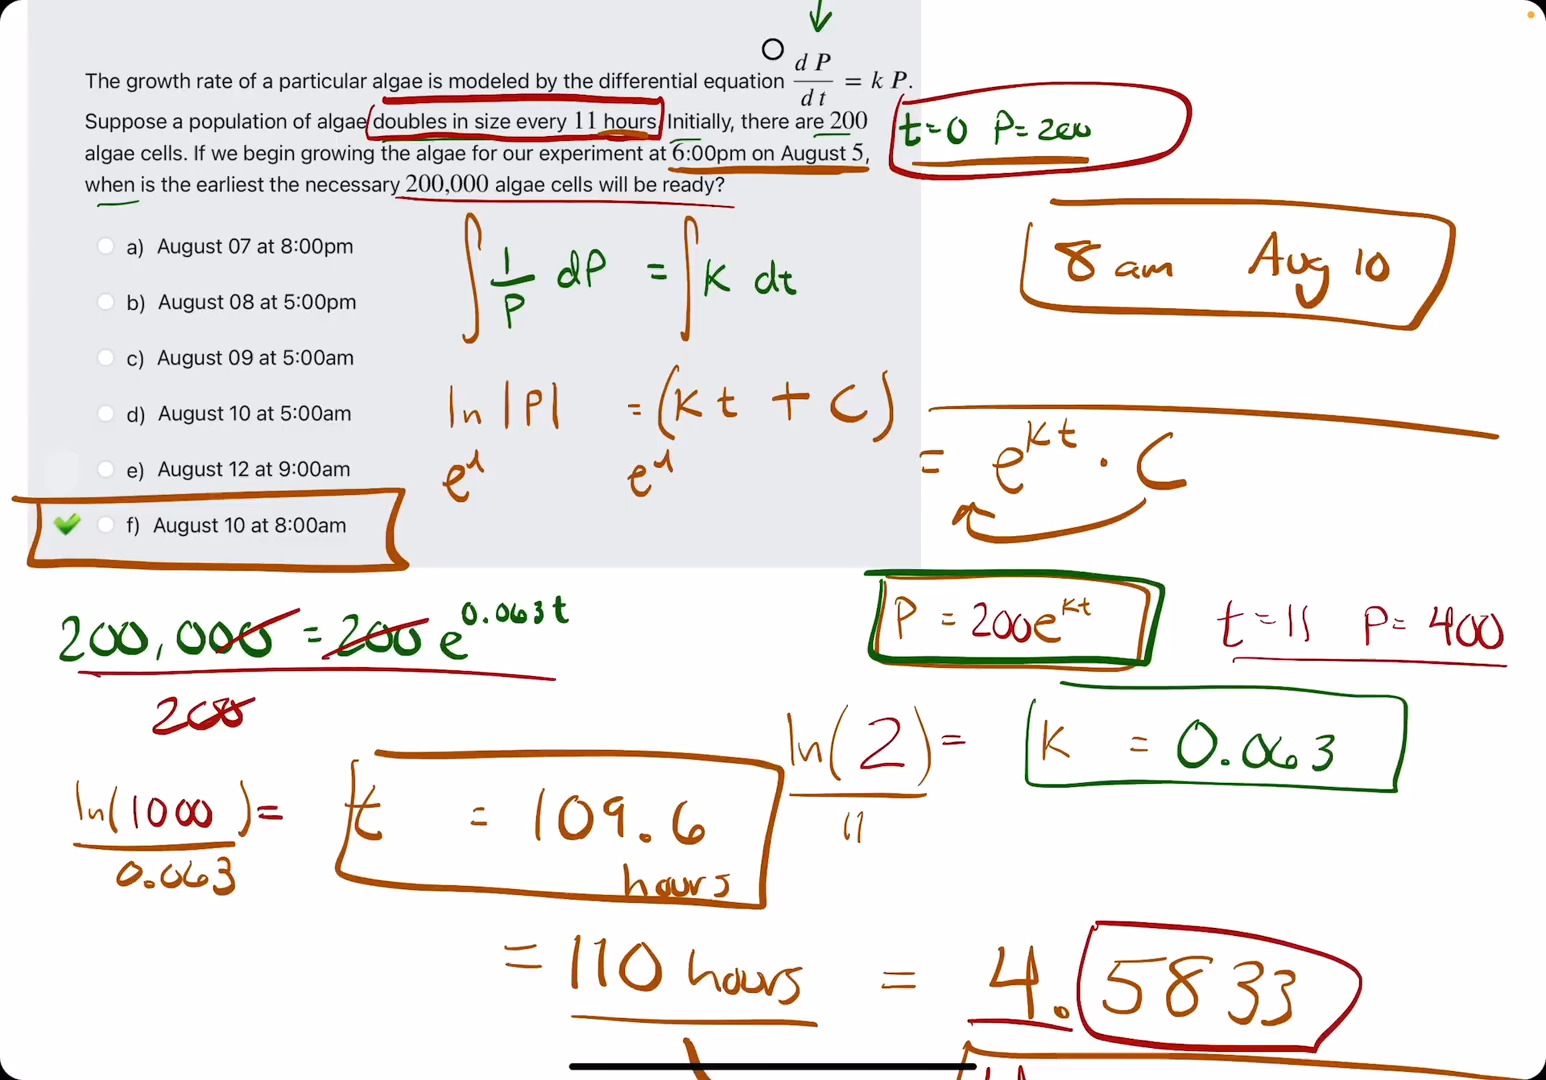 The growth rate of a particular algae is modeled by the differential equation dP/dt = k P.
Suppose a population of algae doubles in size every 11 hours. Initially, there are 200
algae cells. If we begin growing the algae for our experiment at 6:00pm on August 5,
when is the earliest the necessary 200,000 algae cells will be ready?
t=0 P=200
a) August 07 at 8:00pm
b) August 08 at 5:00pm
c) August 09 at 5:00am
d) August 10 at 5:00am
e) August 12 at 9:00am
f) August 10 at 8:00am
∫ 1/P dP = ∫ K dt
8 am Aug 10
ln |P| = (Kt + C)
e e
= e^Kt · C
P = 200e^Kt
t=11 P=400
200,000 = 200 e^0.063t
200
ln(2) = K = 0.063
11
ln(1000) = t = 109.6
0.063
hours
= 110 hours = 4.5833